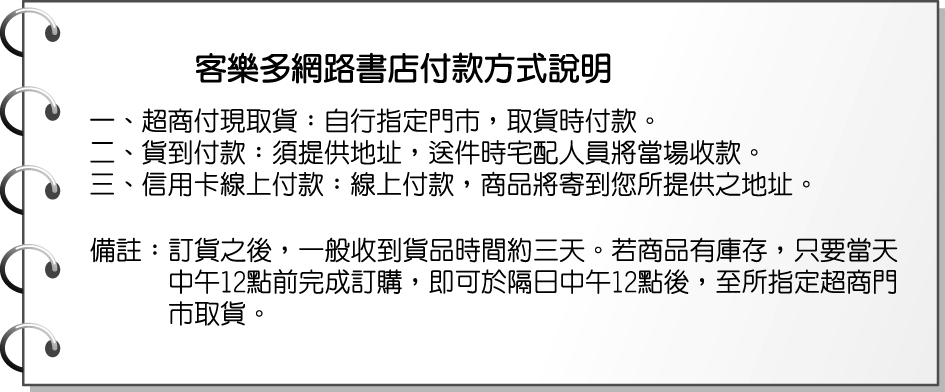 客樂多網路書店付款方式說明
一、超商付現取貨：自行指定門市，取貨時付款。
二、貨到付款：須提供地址，送件時宅配人員將當場收款。
三、信用卡線上付款：線上付款，商品將寄到您所提供之地址。
備註：訂貨之後，一般收到貨品時間約三天。若商品有庫存，只要當天
中午12點前完成訂購，即可於隔日中午12點後，至所指定超商門
市取貨。